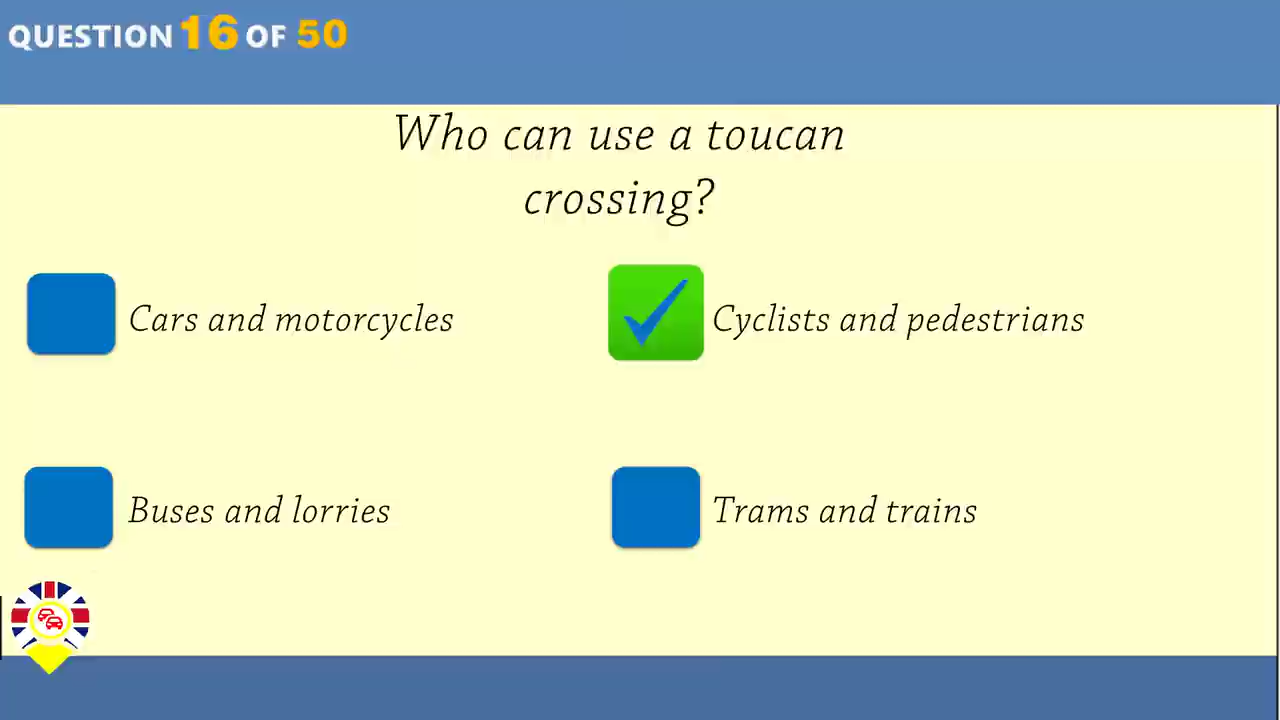 QUESTION 16 OF 50
Who can use a toucan
crossing?
Cars and motorcycles
Cyclists and pedestrians
Buses and lorries
Trams and trains